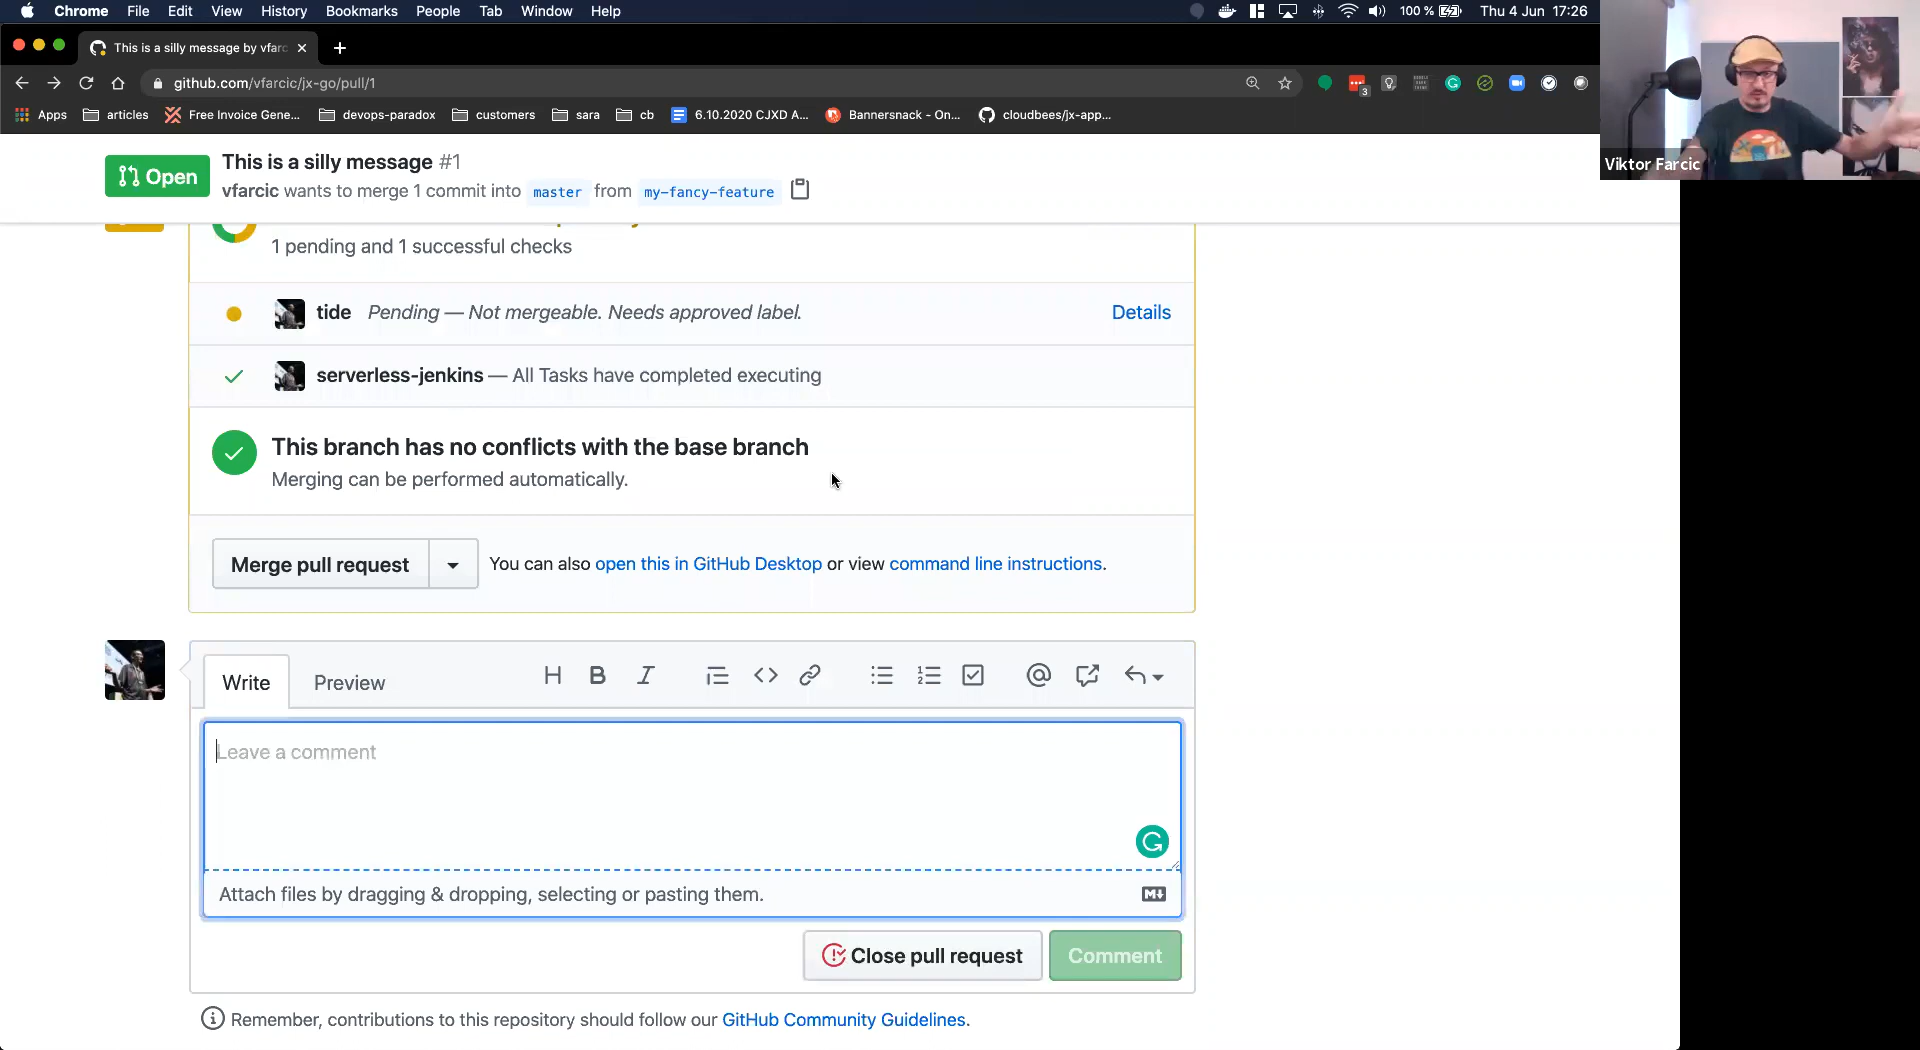 Chrome File Edit View History Bookmarks People Tab Window Help 100 % Thu 4 Jun 17:26
This is a silly message by vfarc
github.com/vfarcic/jx-go/pull/1
3
Apps articles Free Invoice Gene... devops-paradox customers sara cb 6.10.2020 CJXD A... Bannersnack - On... cloudbees/jx-app...
Viktor Farcic
Open
This is a silly message #1
vfarcic wants to merge 1 commit into master from my-fancy-feature
1 pending and 1 successful checks
tide Pending — Not mergeable. Needs approved label. Details
serverless-jenkins — All Tasks have completed executing
This branch has no conflicts with the base branch
Merging can be performed automatically.
Merge pull request You can also open this in GitHub Desktop or view command line instructions.
Write Preview H B I
Leave a comment
Attach files by dragging & dropping, selecting or pasting them.
Close pull request Comment
Remember, contributions to this repository should follow our GitHub Community Guidelines.